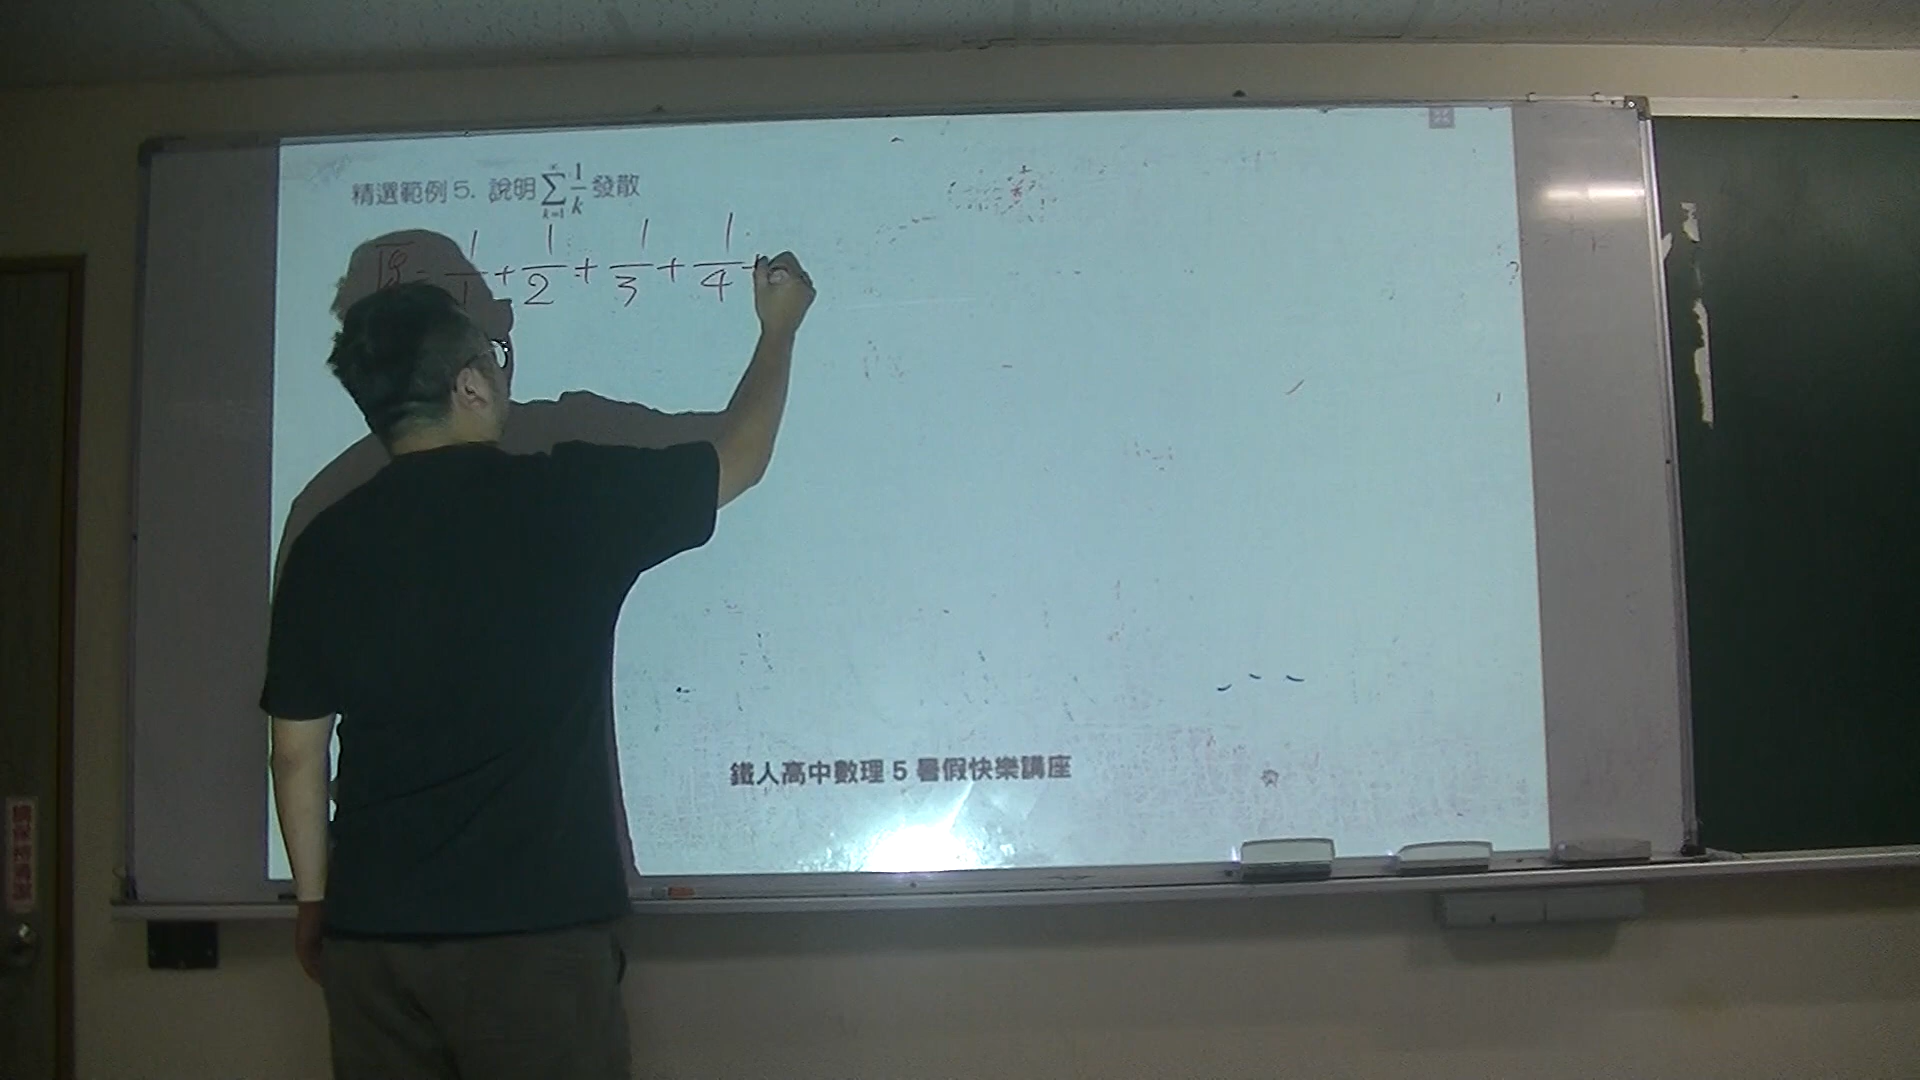 精選範例 5. 說明 $\sum_{k=1}^{\infty} \frac{1}{k}$ 發散
原式 = $\frac{1}{1} + \frac{1}{2} + \frac{1}{3} + \frac{1}{4} +$
鐵人高中數理 5 暑假快樂講座